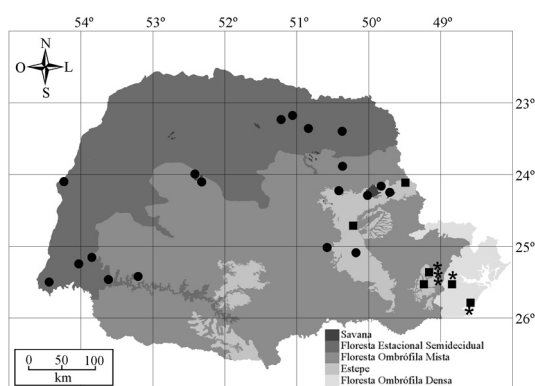 54° 53° 52° 51° 50° 49°
N
O L
S
23°
24°
25°
26°
Savana
Floresta Estacional Semidecidual
Floresta Ombrófila Mista
Estepe
Floresta Ombrófila Densa
0 50 100
km